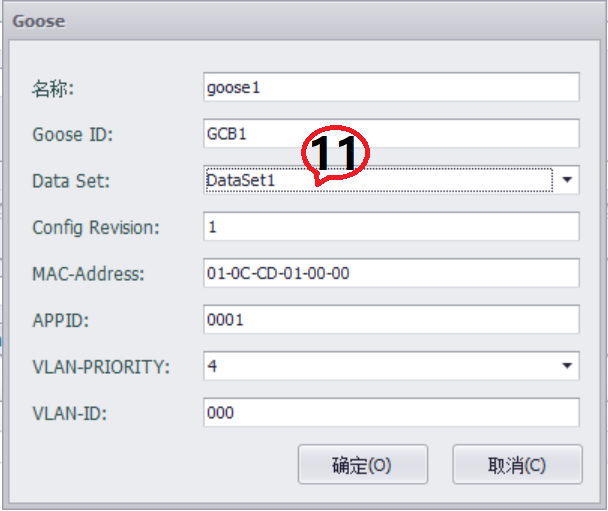 Goose
名称: goose1
Goose ID: GCB1
11
Data Set: DataSet1
Config Revision: 1
MAC-Address: 01-0C-CD-01-00-00
APPID: 0001
VLAN-PRIORITY: 4
VLAN-ID: 000
确定(O) 取消(C)